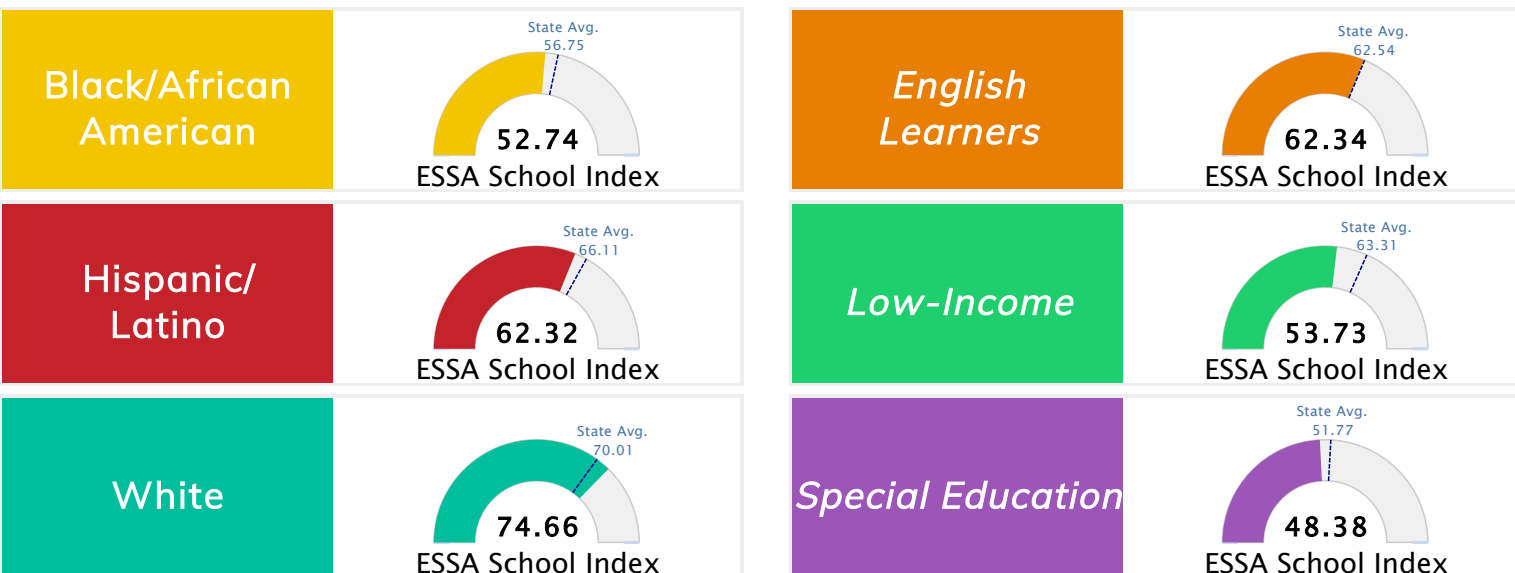 Black/African
American
State Avg.
56.75
52.74
ESSA School Index
English
Learners
State Avg.
62.54
62.34
ESSA School Index
Hispanic/
Latino
State Avg.
66.11
62.32
ESSA School Index
Low-Income
State Avg.
63.31
53.73
ESSA School Index
White
State Avg.
70.01
74.66
ESSA School Index
Special Education
State Avg.
51.77
48.38
ESSA School Index